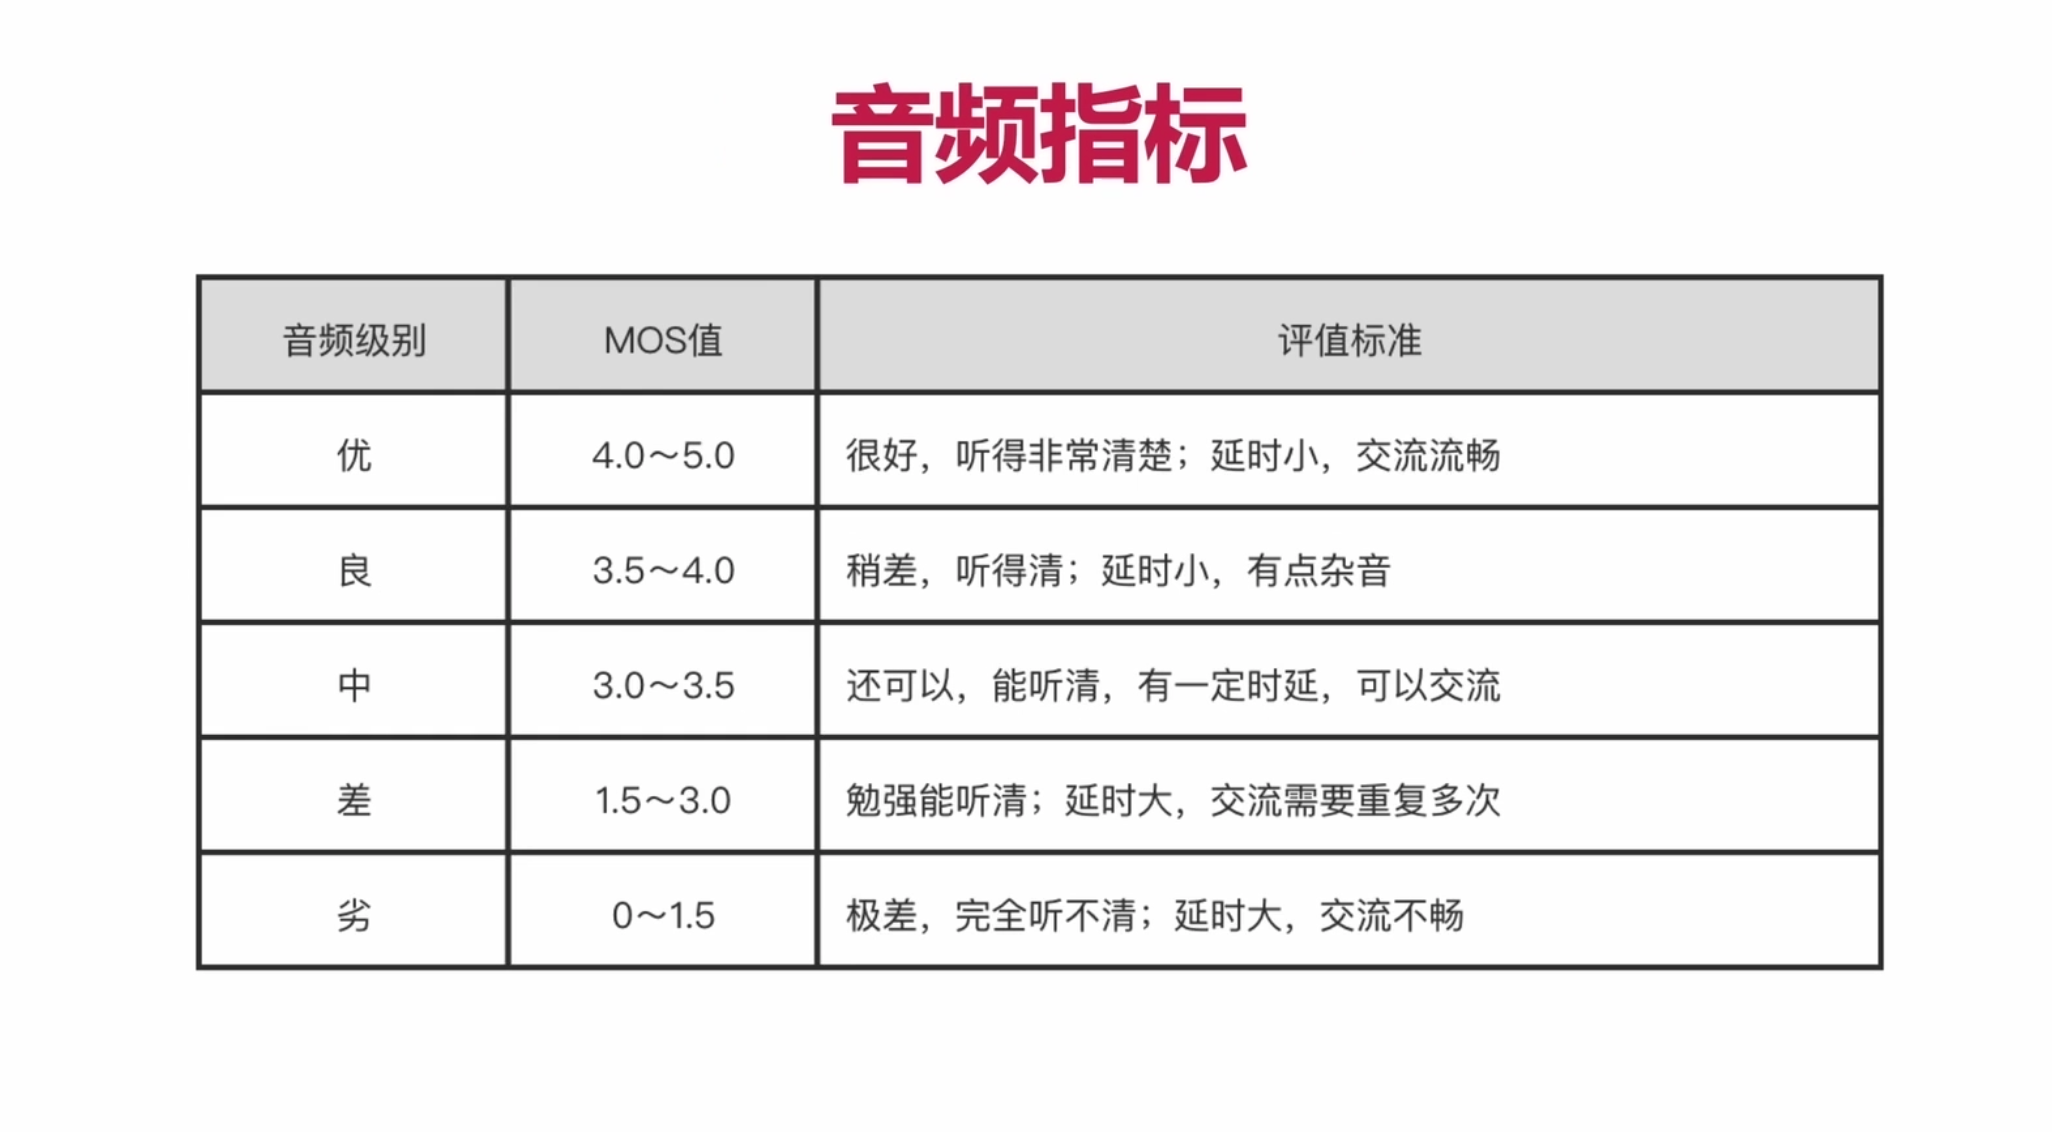 音频指标
音频级别 MOS值 评值标准
优 4.0～5.0 很好，听得非常清楚；延时小，交流流畅
良 3.5～4.0 稍差，听得清；延时小，有点杂音
中 3.0～3.5 还可以，能听清，有一定时延，可以交流
差 1.5～3.0 勉强能听清；延时大，交流需要重复多次
劣 0～1.5 极差，完全听不清；延时大，交流不畅